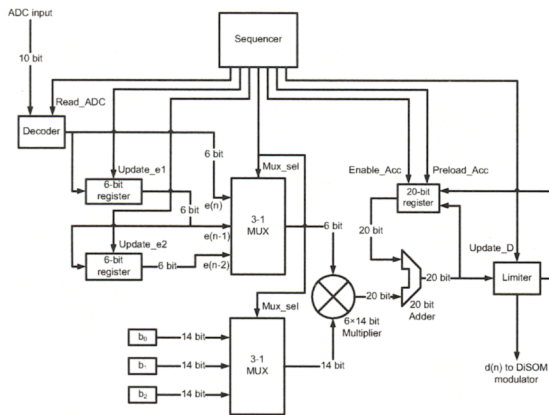 ADC input
10 bit
Sequencer
Read_ADC
Decoder
Update_e1
6-bit
register
6 bit
6 bit
Mux_sel
e(n)
e(n-1)
e(n-2)
3-1
MUX
Update_e2
6-bit
register
6 bit
Enable_Acc
Preload_Acc
20-bit
register
20 bit
6 bit
20 bit
20 bit
20 bit
Adder
6×14 bit
Multiplier
Update_D
Limiter
d(n) to DiSOM
modulator
Mux_sel
3-1
MUX
14 bit
b₀
14 bit
b₁
14 bit
b₂
14 bit